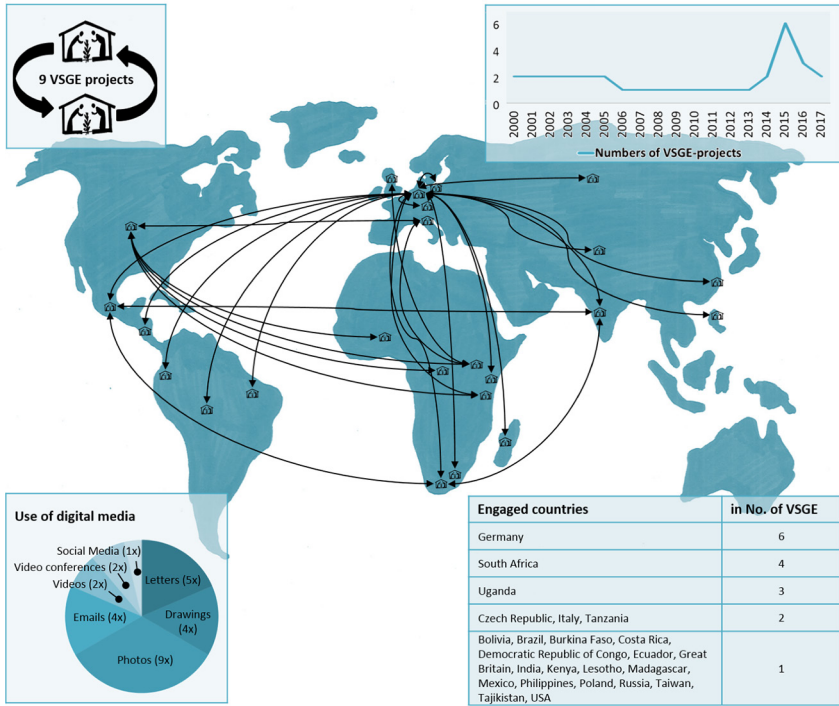 9 VSGE projects
6
4
2
0
2000
2001
2002
2003
2004
2005
2006
2007
2008
2009
2010
2011
2012
2013
2014
2015
2016
2017
Numbers of VSGE-projects
Use of digital media
Social Media (1x)
Video conferences (2x)
Videos (2x)
Letters (5x)
Emails (4x)
Drawings
(4x)
Photos (9x)
Engaged countries in No. of VSGE
Germany 6
South Africa 4
Uganda 3
Czech Republic, Italy, Tanzania 2
Bolivia, Brazil, Burkina Faso, Costa Rica,
Democratic Republic of Congo, Ecuador, Great
Britain, India, Kenya, Lesotho, Madagascar,
Mexico, Philippines, Poland, Russia, Taiwan,
Tajikistan, USA
1